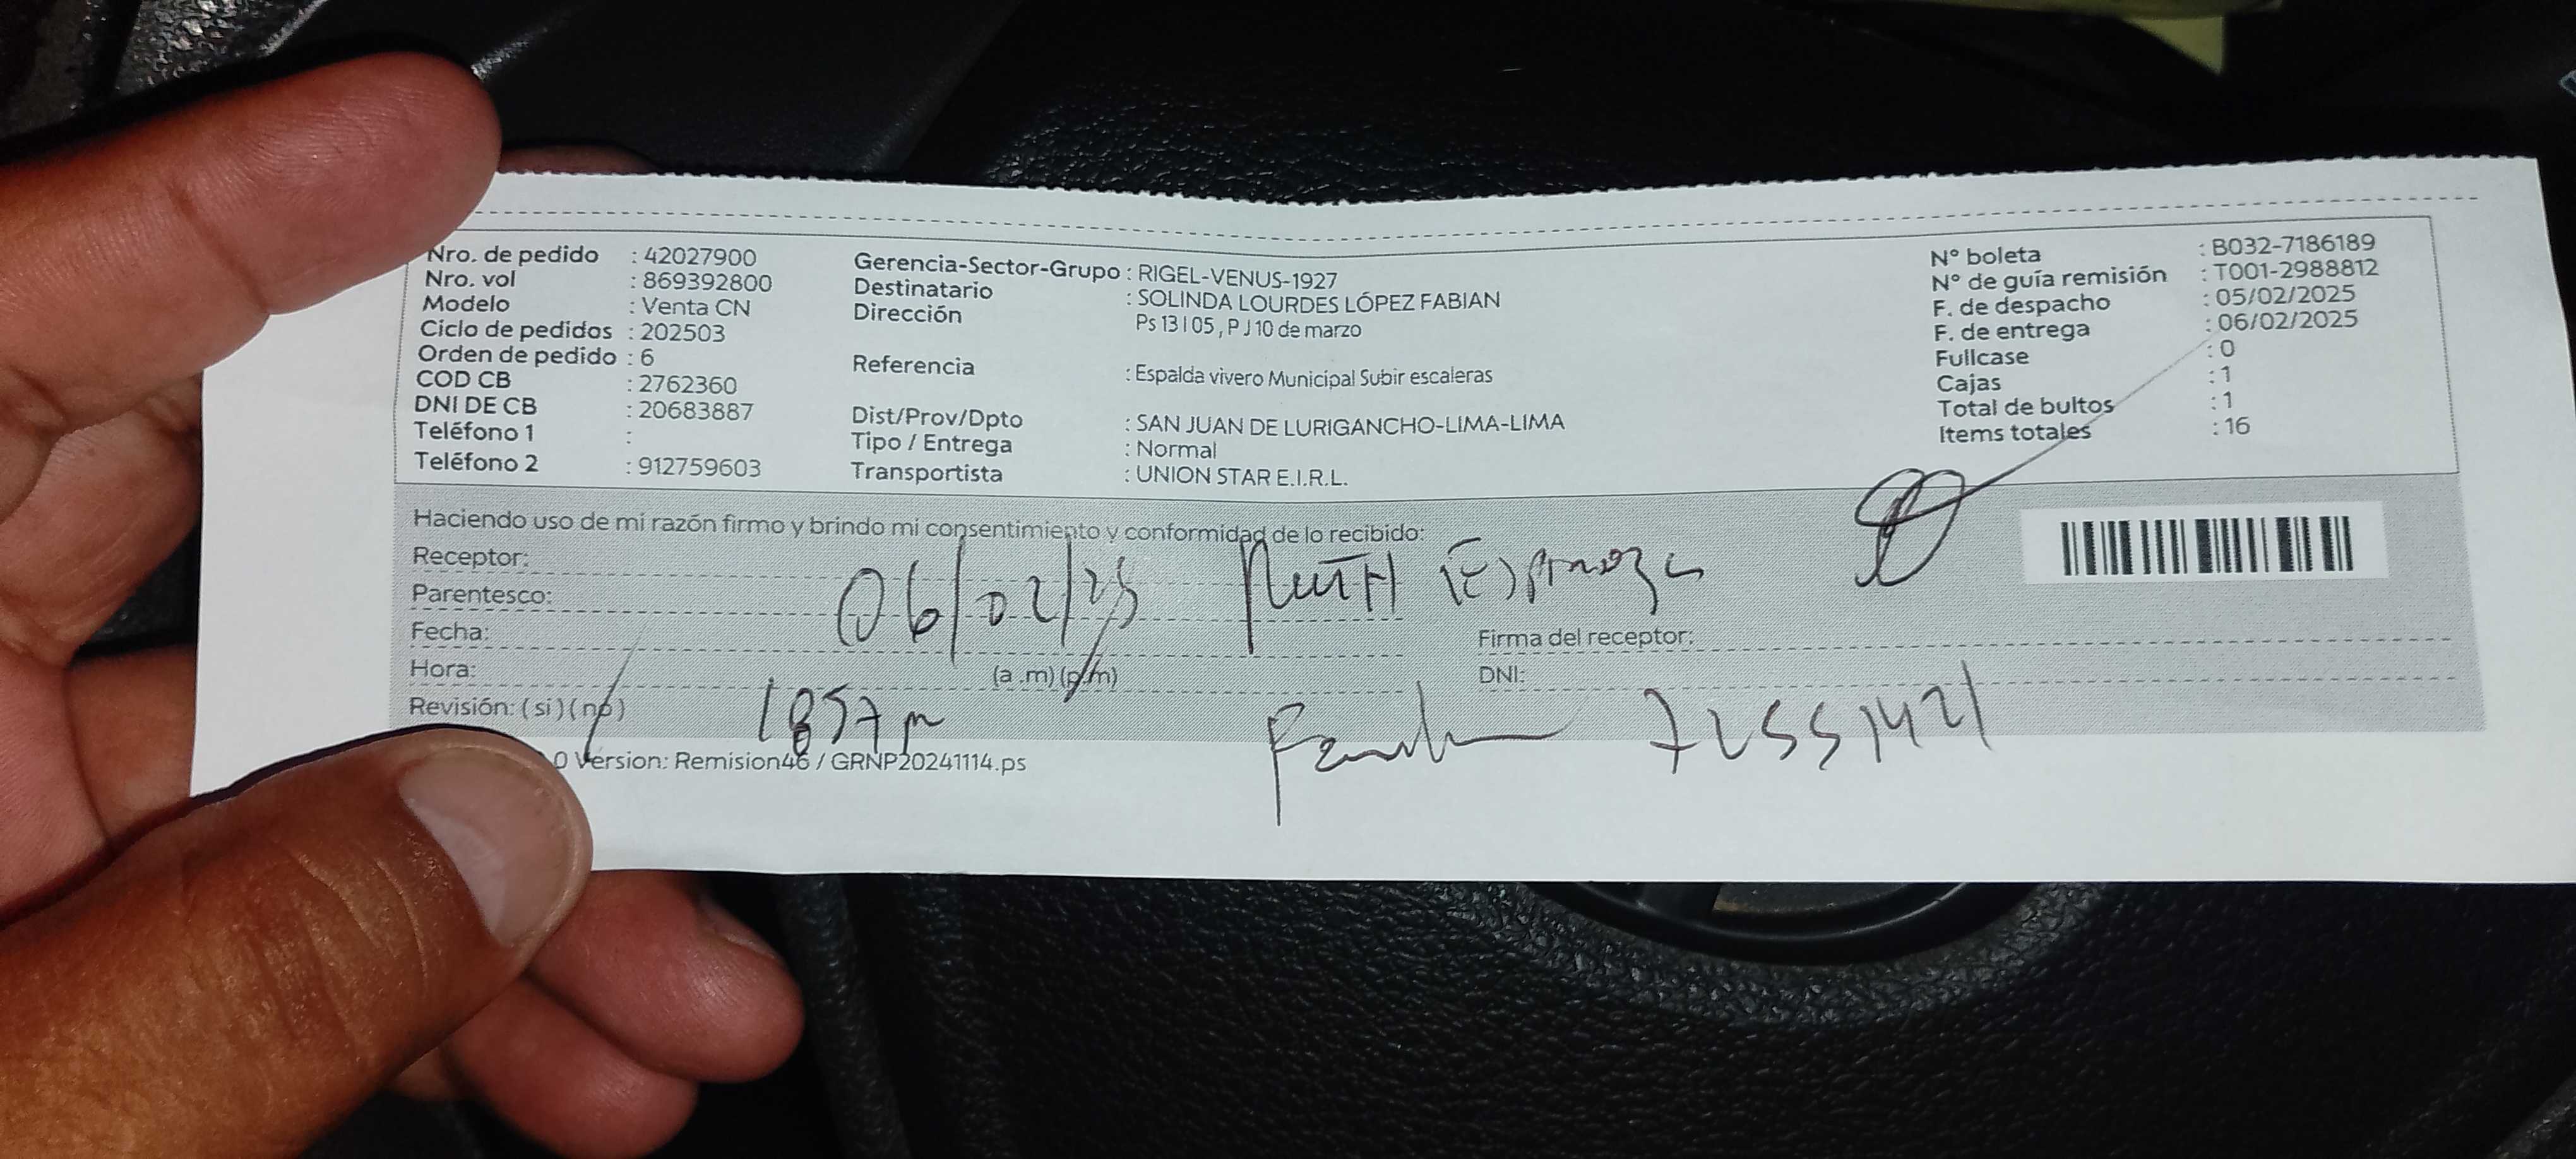 Nro. de pedido : 42027900
Nro. vol : 869392800
Modelo : Venta CN
Ciclo de pedidos : 202503
Orden de pedido : 6
COD CB : 2762360
DNI DE CB : 20683887
Teléfono 1 :
Teléfono 2 : 912759603
Gerencia-Sector-Grupo : RIGEL-VENUS-1927
Destinatario : SOLINDA LOURDES LÓPEZ FABIAN
Dirección Ps 13 I 05 , P J 10 de marzo
Referencia : Espalda vivero Municipal Subir escaleras
Dist/Prov/Dpto : SAN JUAN DE LURIGANCHO-LIMA-LIMA
Tipo / Entrega : Normal
Transportista : UNION STAR E.I.R.L.
N° boleta : B032-7186189
N° de guía remisión : T001-2988812
F. de despacho : 05/02/2025
F. de entrega : 06/02/2025
Fullcase : 0
Cajas : 1
Total de bultos : 1
Items totales : 16
Haciendo uso de mi razón firmo y brindo mi consentimiento y conformidad de lo recibido:
Receptor:
Parentesco:
06/02/25 Ruth Espinoza
Fecha:
Firma del receptor:
Hora: (a .m) (p.m)
DNI:
Revisión: ( si ) ( no )
1857 pm
72551421
0 Version: Remision46 / GRNP20241114.ps